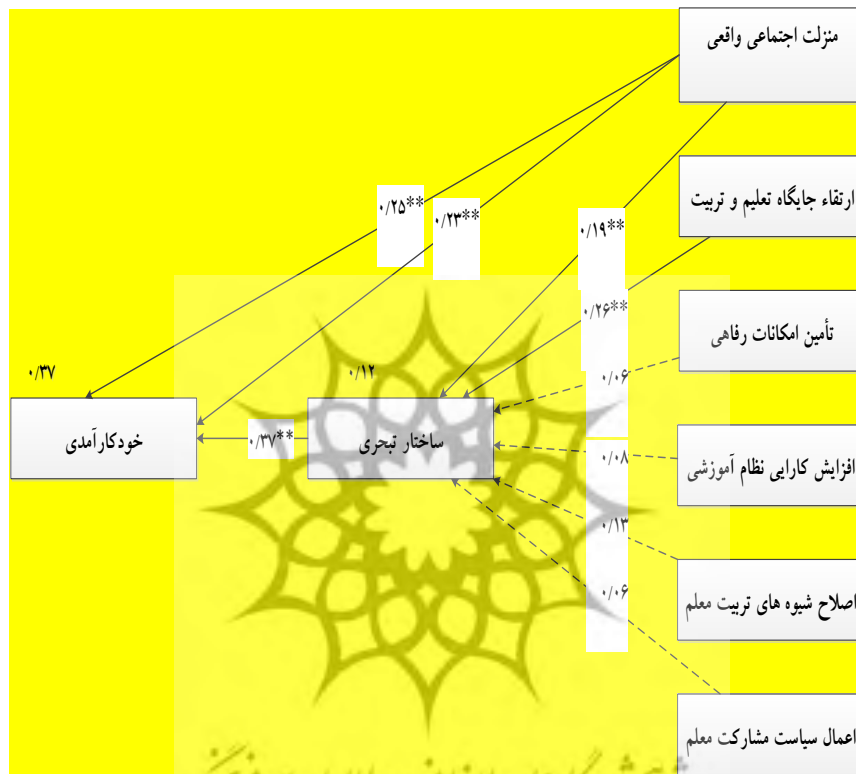 منزلت اجتماعی واقعی
ارتقاء جایگاه تعلیم و تربیت
۰/۲۵**
۰/۲۳**
۰/۱۹**
۰/۲۶**
تأمین امکانات رفاهی
۰/۳۷
۰/۱۲
۰/۰۶
خودکارآمدی
۰/۳۷**
ساختار تبحری
۰/۰۸
افزایش کارایی نظام آموزشی
۰/۱۳
۰/۰۶
اصلاح شیوه های تربیت معلم
اعمال سیاست مشارکت معلم